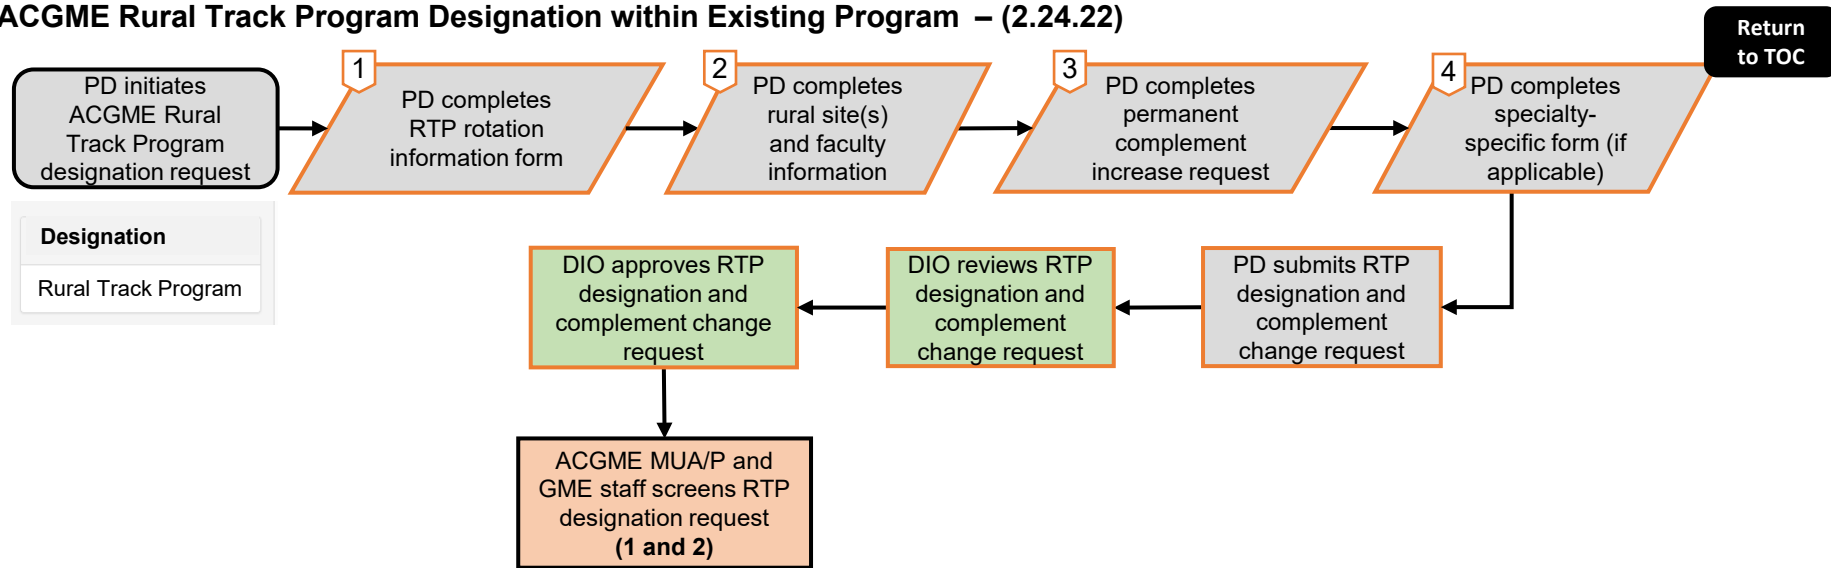 ACGME Rural Track Program Designation within Existing Program – (2.24.22)
Return
to TOC
PD initiates
ACGME Rural
Track Program
designation request
1
PD completes
RTP rotation
information form
2
PD completes
rural site(s)
and faculty
information
3
PD completes
permanent
complement
increase request
4
PD completes
specialty-
specific form (if
applicable)
Designation
Rural Track Program
DIO approves RTP
designation and
complement change
request
DIO reviews RTP
designation and
complement
change request
PD submits RTP
designation and
complement
change request
ACGME MUA/P and
GME staff screens RTP
designation request
(1 and 2)